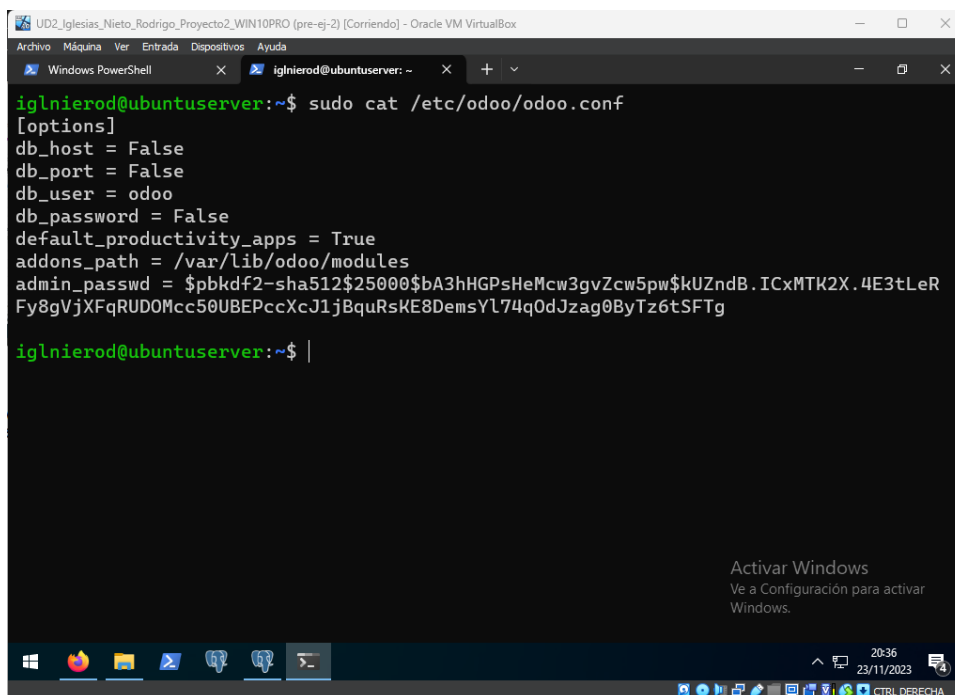 UD2_Iglesias_Nieto_Rodrigo_Proyecto2_WIN10PRO (pre-ej-2) [Corriendo] - Oracle VM VirtualBox
Archivo Máquina Ver Entrada Dispositivos Ayuda
Windows PowerShell
iglnierod@ubuntuserver: ~
iglnierod@ubuntuserver:~$ sudo cat /etc/odoo/odoo.conf
[options]
db_host = False
db_port = False
db_user = odoo
db_password = False
default_productivity_apps = True
addons_path = /var/lib/odoo/modules
admin_passwd = $pbkdf2-sha512$25000$bA3hHGPsHeMcw3gvZcw5pw$kUZndB.ICxMTK2X.4E3tLeR
Fy8gVjXFqRUDOMcc50UBEPccXcJ1jBquRsKE8DemsYl74qOdJzag0ByTz6tSFTg
iglnierod@ubuntuserver:~$
Activar Windows
Ve a Configuración para activar
Windows.
20:36
23/11/2023
4
CTRL DERECHA